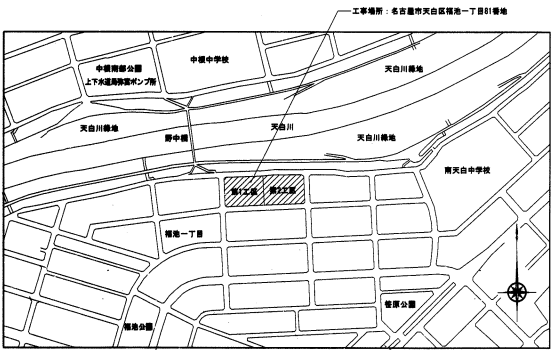 工事場所：名古屋市天白区福池一丁目81番地
中根南部公園
上下水道局弥富ポンプ所
中根中学校
天白川緑地
天白川緑地
野中橋
天白川
天白川緑地
南天白中学校
第1工区
第2工区
福池一丁目
笹原公園
福池公園